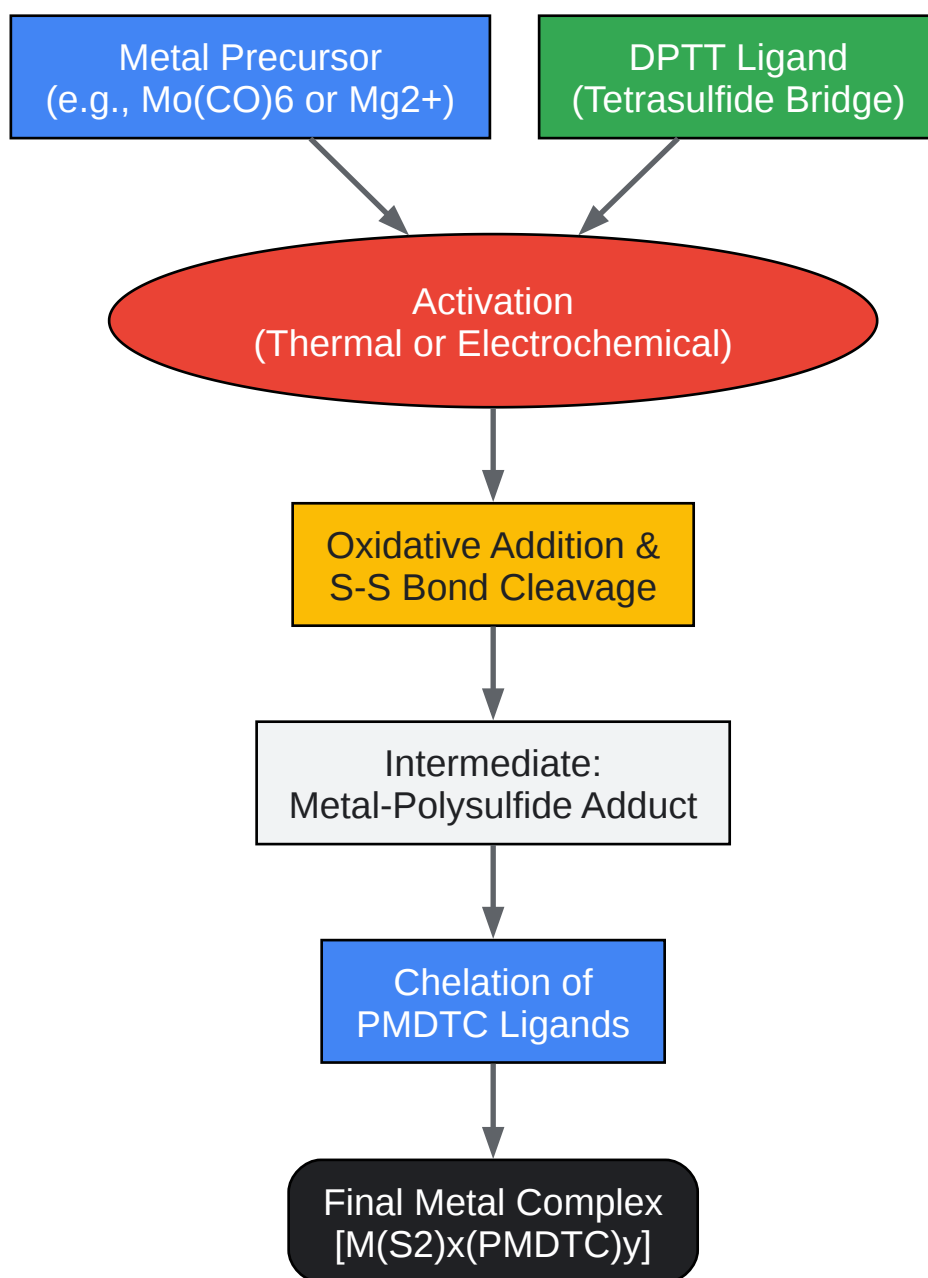 Metal Precursor
(e.g., Mo(CO)6 or Mg2+)
DPTT Ligand
(Tetrasulfide Bridge)
Activation
(Thermal or Electrochemical)
Oxidative Addition &
S-S Bond Cleavage
Intermediate:
Metal-Polysulfide Adduct
Chelation of
PMDTC Ligands
Final Metal Complex
[M(S2)x(PMDTC)y]